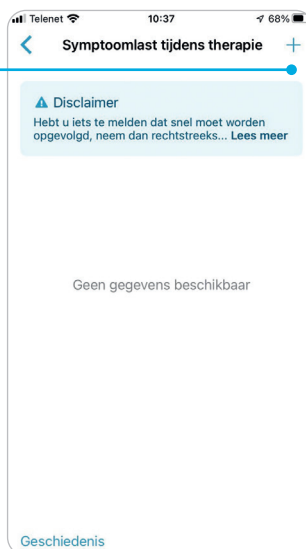 Telenet 10:37 68%
Symptoomlast tijdens therapie +
Disclaimer
Hebt u iets te melden dat snel moet worden
opgevolgd, neem dan rechtstreeks... Lees meer
Geen gegevens beschikbaar
Geschiedenis